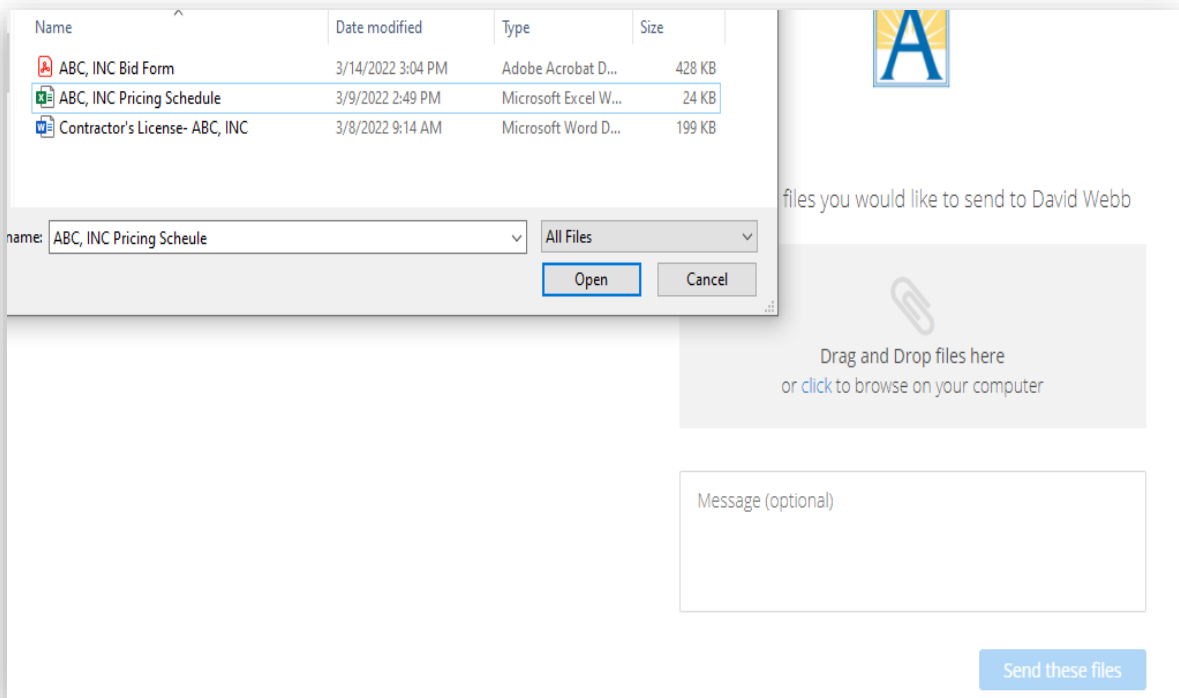 Name Date modified Type Size
ABC, INC Bid Form 3/14/2022 3:04 PM Adobe Acrobat D... 428 KB
ABC, INC Pricing Schedule 3/9/2022 2:49 PM Microsoft Excel W... 24 KB
Contractor's License- ABC, INC 3/8/2022 9:14 AM Microsoft Word D... 199 KB
name: ABC, INC Pricing Scheule All Files
Open Cancel
A
files you would like to send to David Webb
Drag and Drop files here
or click to browse on your computer
Message (optional)
Send these files